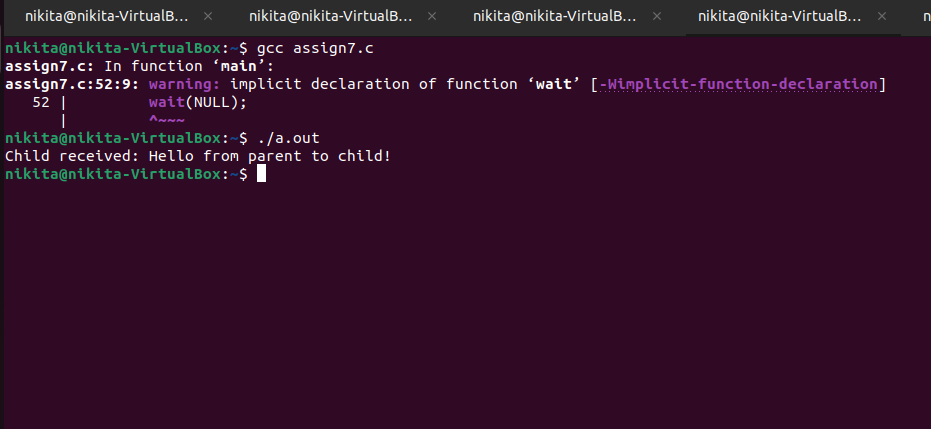 nikita@nikita-VirtualB... × nikita@nikita-VirtualB... × nikita@nikita-VirtualB... × nikita@nikita-VirtualB... × n
nikita@nikita-VirtualBox:~$ gcc assign7.c
assign7.c: In function ‘main’:
assign7.c:52:9: warning: implicit declaration of function ‘wait’ [-Wimplicit-function-declaration]
   52 |         wait(NULL);
      |         ^~~~
nikita@nikita-VirtualBox:~$ ./a.out
Child received: Hello from parent to child!
nikita@nikita-VirtualBox:~$